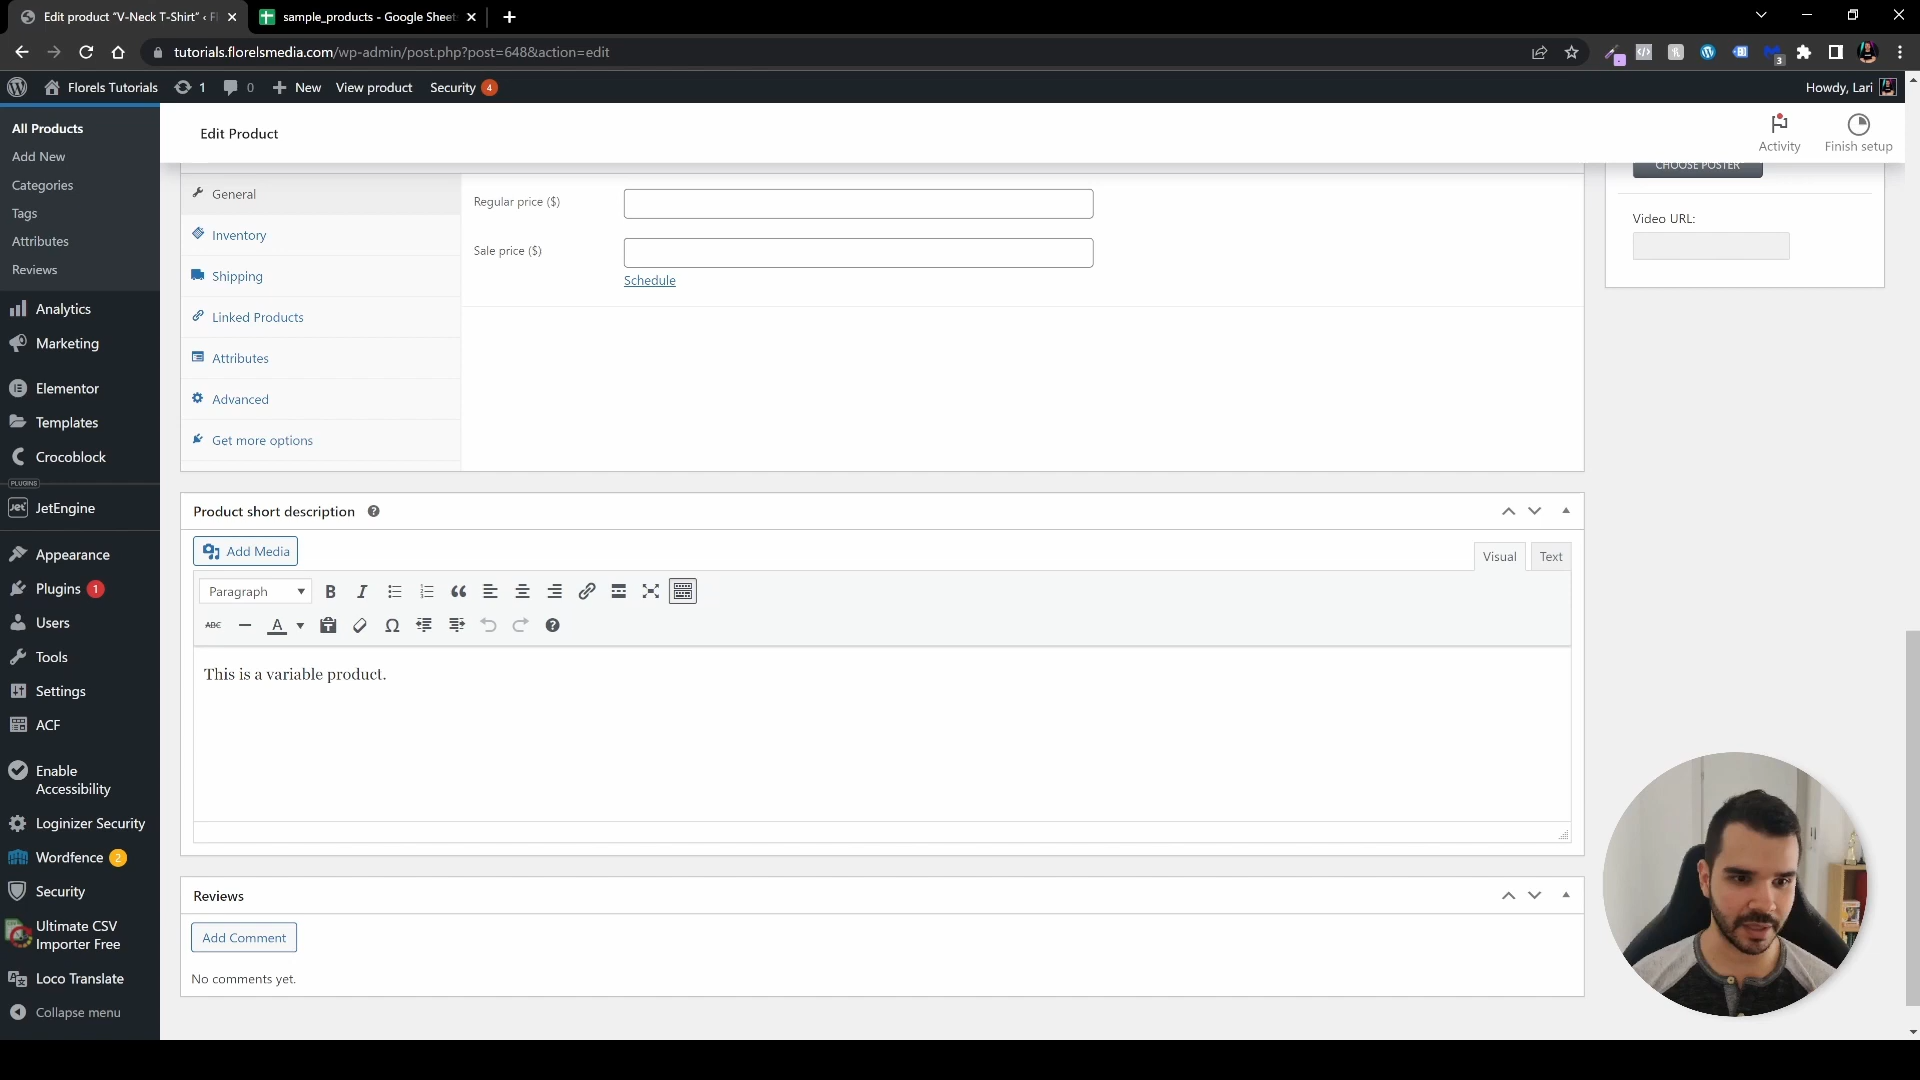 Edit product “V-Neck T-Shirt” ‹ Fl
sample_products - Google Sheet
tutorials.florelsmedia.com/wp-admin/post.php?post=648&action=edit
3
Florels Tutorials
1
0
New
View product
Security
4
Howdy, Lari
All Products
Add New
Categories
Tags
Attributes
Reviews
Analytics
Marketing
Elementor
Templates
Crocoblock
PLUGINS
Jet
JetEngine
Appearance
Plugins
1
Users
Tools
Settings
ACF
Enable
Accessibility
Loginizer Security
Wordfence
2
Security
Ultimate CSV
Importer Free
Loco Translate
Collapse menu
Edit Product
Activity
Finish setup
General
Inventory
Shipping
Linked Products
Attributes
Advanced
Get more options
Regular price ($)
Sale price ($)
Schedule
CHOOSE POSTER
Video URL:
Product short description
Add Media
Visual
Text
Paragraph
B
I
ABC
A
Ω
This is a variable product.
Reviews
Add Comment
No comments yet.